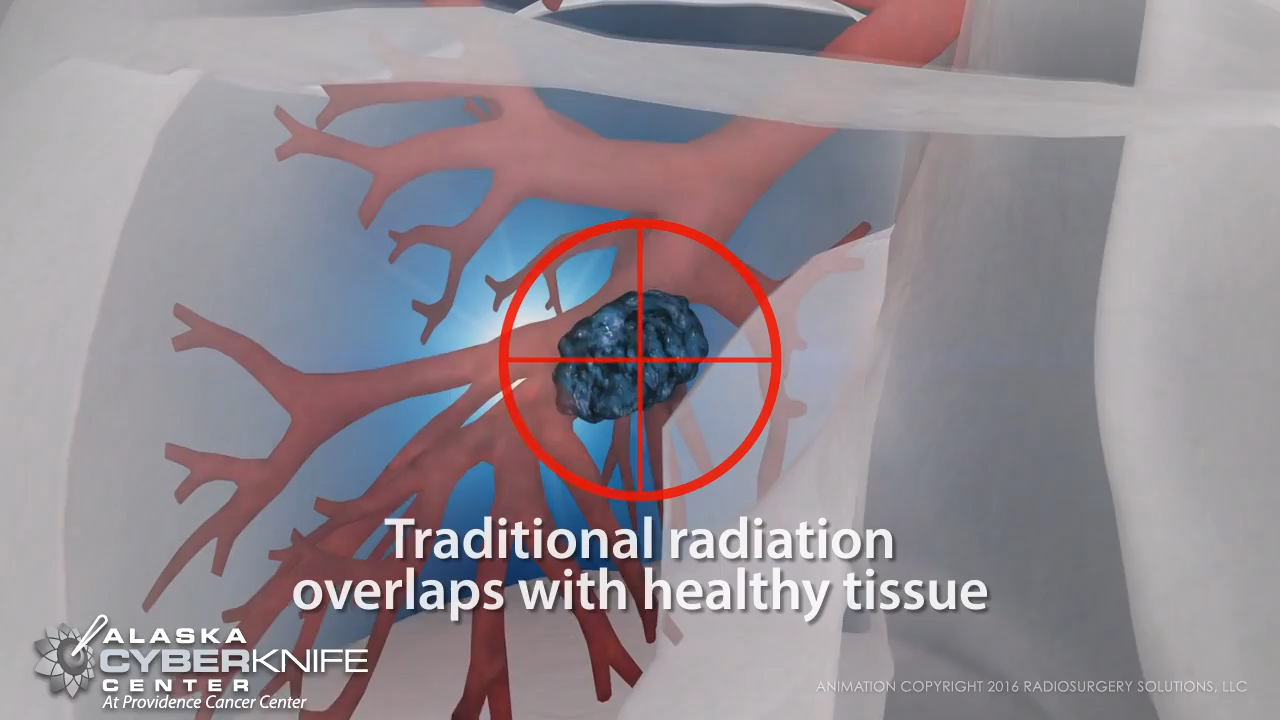 Traditional radiation
overlaps with healthy tissue
ALASKA
CYBERKNIFE
CENTER
At Providence Cancer Center
ANIMATION COPYRIGHT 2016 RADIOSURGERY SOLUTIONS, LLC